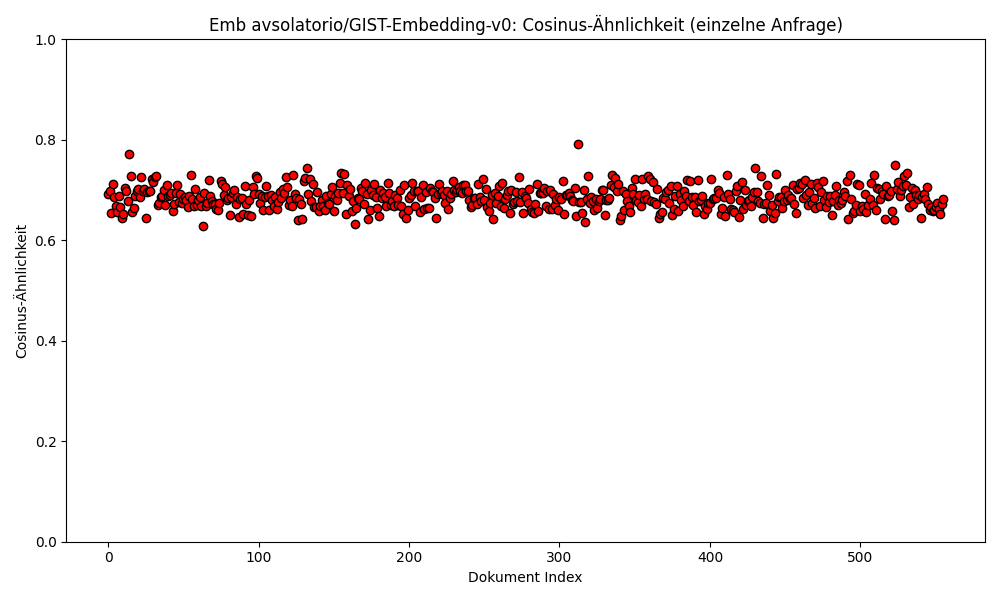 Emb avsolatorio/GIST-Embedding-v0: Cosinus-Ähnlichkeit (einzelne Anfrage)
1.0
0.8
0.6
0.4
0.2
0.0
Cosinus-Ähnlichkeit
0 100 200 300 400 500
Dokument Index